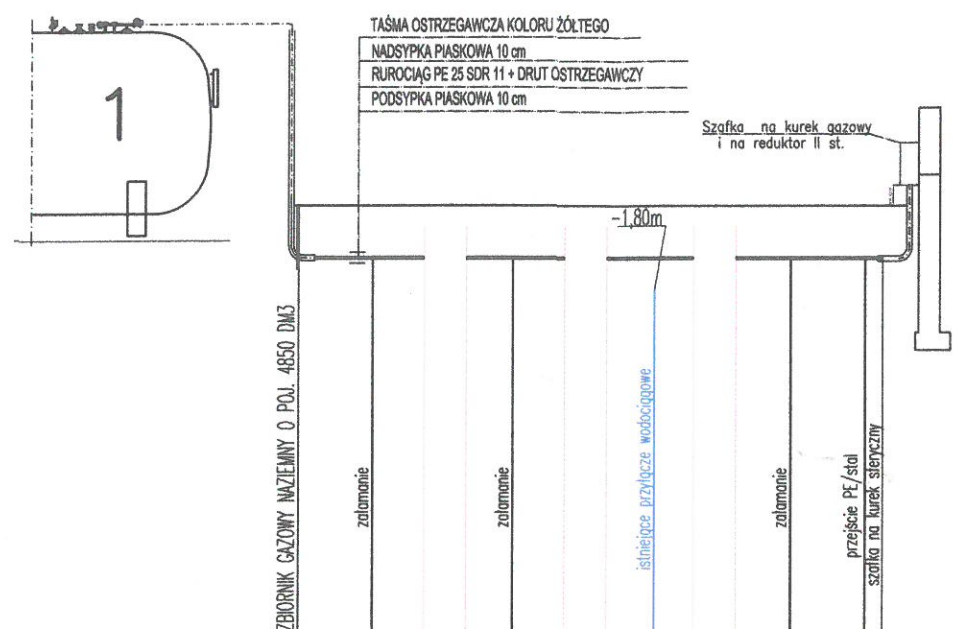 TAŚMA OSTRZEGAWCZA KOLORU ŻÓŁTEGO
NADSYPKA PIASKOWA 10 cm
RUROCIĄG PE 25 SDR 11 + DRUT OSTRZEGAWCZY
PODSYPKA PIASKOWA 10 cm
1
Szafka na kurek gazowy
i na reduktor II st.
-1,80m
ZBIORNIK GAZOWY NAZIEMNY O POJ. 4850 DM3
załamanie
załamanie
istniejące przyłącze wodociągowe
załamanie
przejście PE/stal
szafka na kurek sferyczny